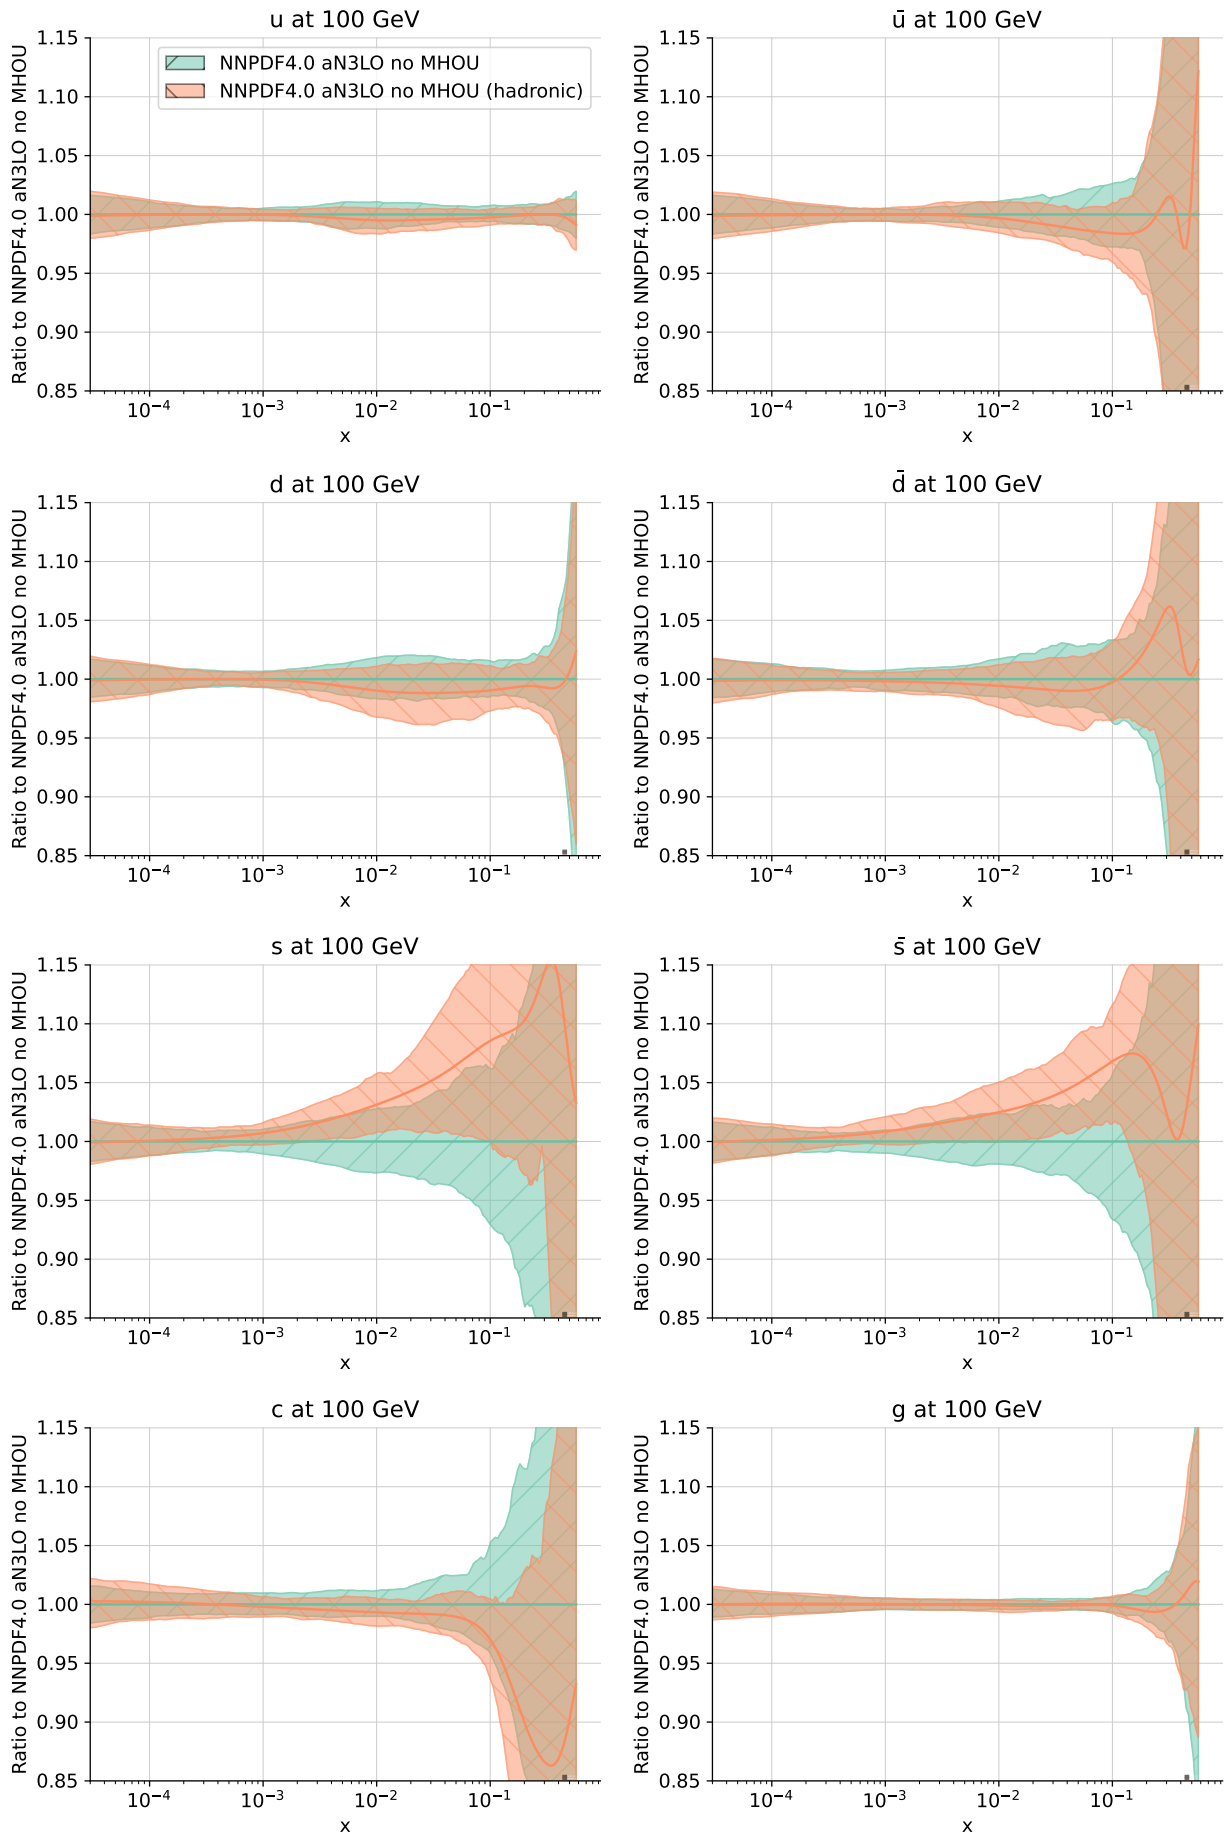 u at 100 GeV
Ratio to NNPDF4.0 aN3LO no MHOU
1.15
1.10
1.05
1.00
0.95
0.90
0.85
NNPDF4.0 aN3LO no MHOU
NNPDF4.0 aN3LO no MHOU (hadronic)
10⁻⁴ 10⁻³ 10⁻² 10⁻¹
x
ū at 100 GeV
Ratio to NNPDF4.0 aN3LO no MHOU
1.15
1.10
1.05
1.00
0.95
0.90
0.85
10⁻⁴ 10⁻³ 10⁻² 10⁻¹
x
d at 100 GeV
Ratio to NNPDF4.0 aN3LO no MHOU
1.15
1.10
1.05
1.00
0.95
0.90
0.85
10⁻⁴ 10⁻³ 10⁻² 10⁻¹
x
d̄ at 100 GeV
Ratio to NNPDF4.0 aN3LO no MHOU
1.15
1.10
1.05
1.00
0.95
0.90
0.85
10⁻⁴ 10⁻³ 10⁻² 10⁻¹
x
s at 100 GeV
Ratio to NNPDF4.0 aN3LO no MHOU
1.15
1.10
1.05
1.00
0.95
0.90
0.85
10⁻⁴ 10⁻³ 10⁻² 10⁻¹
x
s̄ at 100 GeV
Ratio to NNPDF4.0 aN3LO no MHOU
1.15
1.10
1.05
1.00
0.95
0.90
0.85
10⁻⁴ 10⁻³ 10⁻² 10⁻¹
x
c at 100 GeV
Ratio to NNPDF4.0 aN3LO no MHOU
1.15
1.10
1.05
1.00
0.95
0.90
0.85
10⁻⁴ 10⁻³ 10⁻² 10⁻¹
x
g at 100 GeV
Ratio to NNPDF4.0 aN3LO no MHOU
1.15
1.10
1.05
1.00
0.95
0.90
0.85
10⁻⁴ 10⁻³ 10⁻² 10⁻¹
x